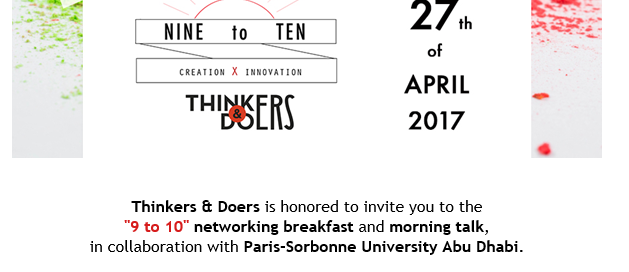 NINE to TEN
CREATION X INNOVATION
THINKERS
& DOERS
27th
of
APRIL
2017
Thinkers & Doers is honored to invite you to the
"9 to 10" networking breakfast and morning talk,
in collaboration with Paris-Sorbonne University Abu Dhabi.